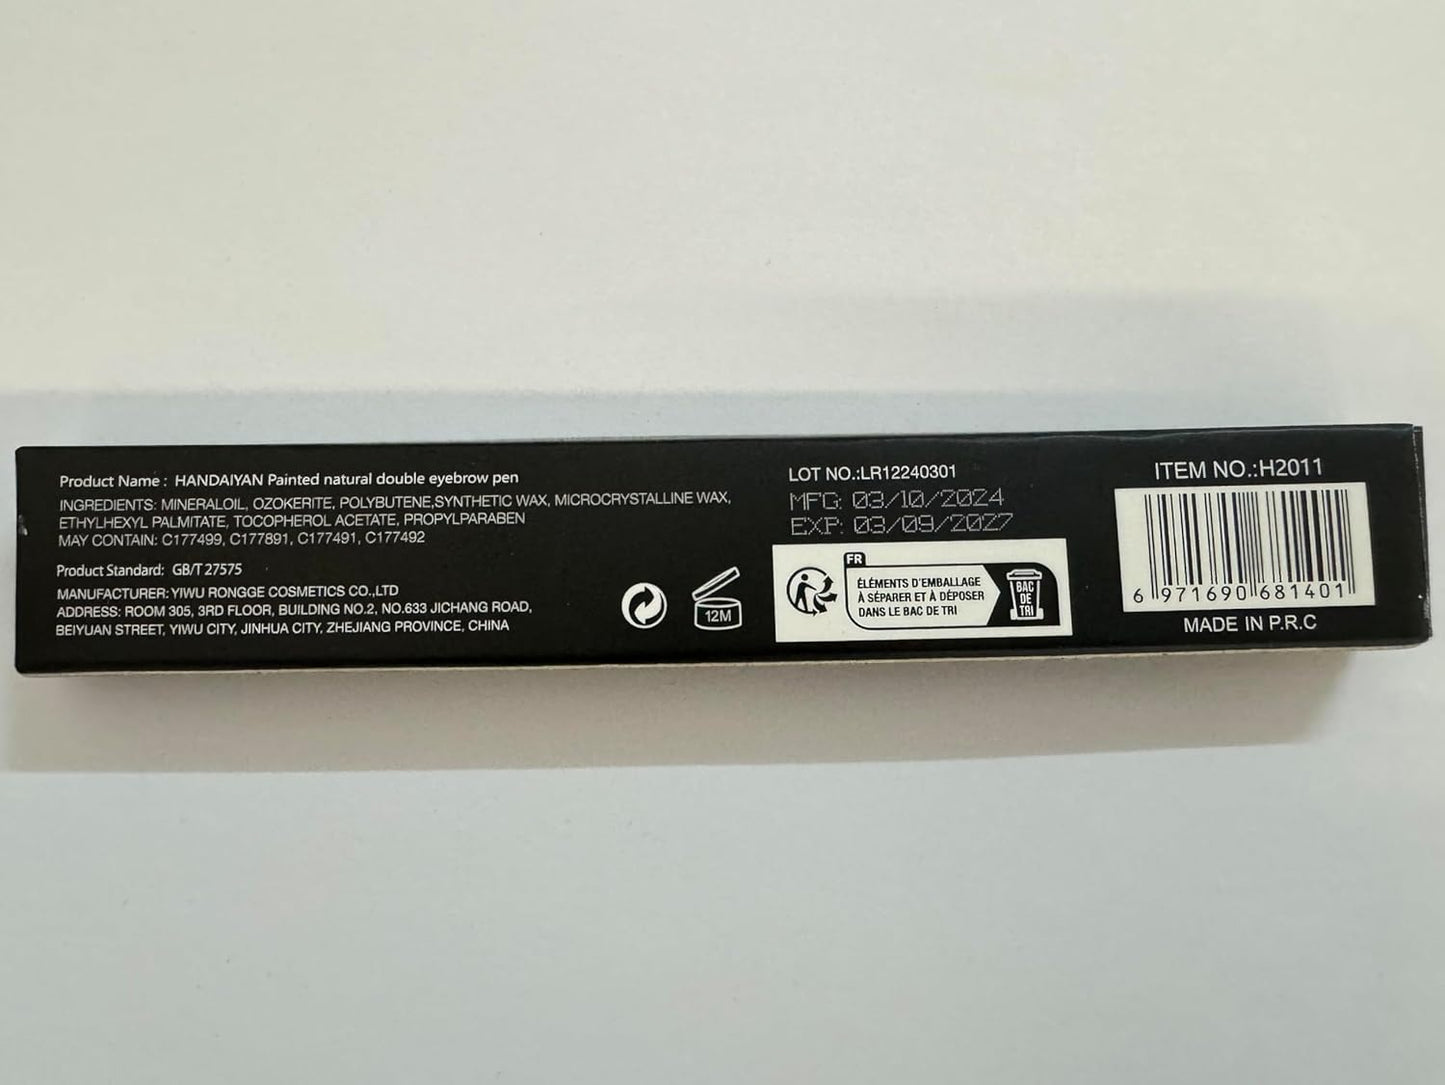 Product Name : HANDAIYAN Painted natural double eyebrow pen
INGREDIENTS: MINERALOIL, OZOKERITE, POLYBUTENE,SYNTHETIC WAX, MICROCRYSTALLINE WAX,
ETHYLHEXYL PALMITATE, TOCOPHEROL ACETATE, PROPYLPARABEN
MAY CONTAIN: C177499, C177891, C177491, C177492
Product Standard: GB/T 27575
MANUFACTURER: YIWU RONGGE COSMETICS CO.,LTD
ADDRESS: ROOM 305, 3RD FLOOR, BUILDING NO.2, NO.633 JICHANG ROAD,
BEIYUAN STREET, YIWU CITY, JINHUA CITY, ZHEJIANG PROVINCE, CHINA
12M
LOT NO.:LR12240301
MFG: 03/10/2024
EXP: 03/09/2027
FR
ÉLÉMENTS D'EMBALLAGE
À SÉPARER ET À DÉPOSER
DANS LE BAC DE TRI
BAC
DE
TRI
ITEM NO.:H2011
6 971690 681401
MADE IN P.R.C